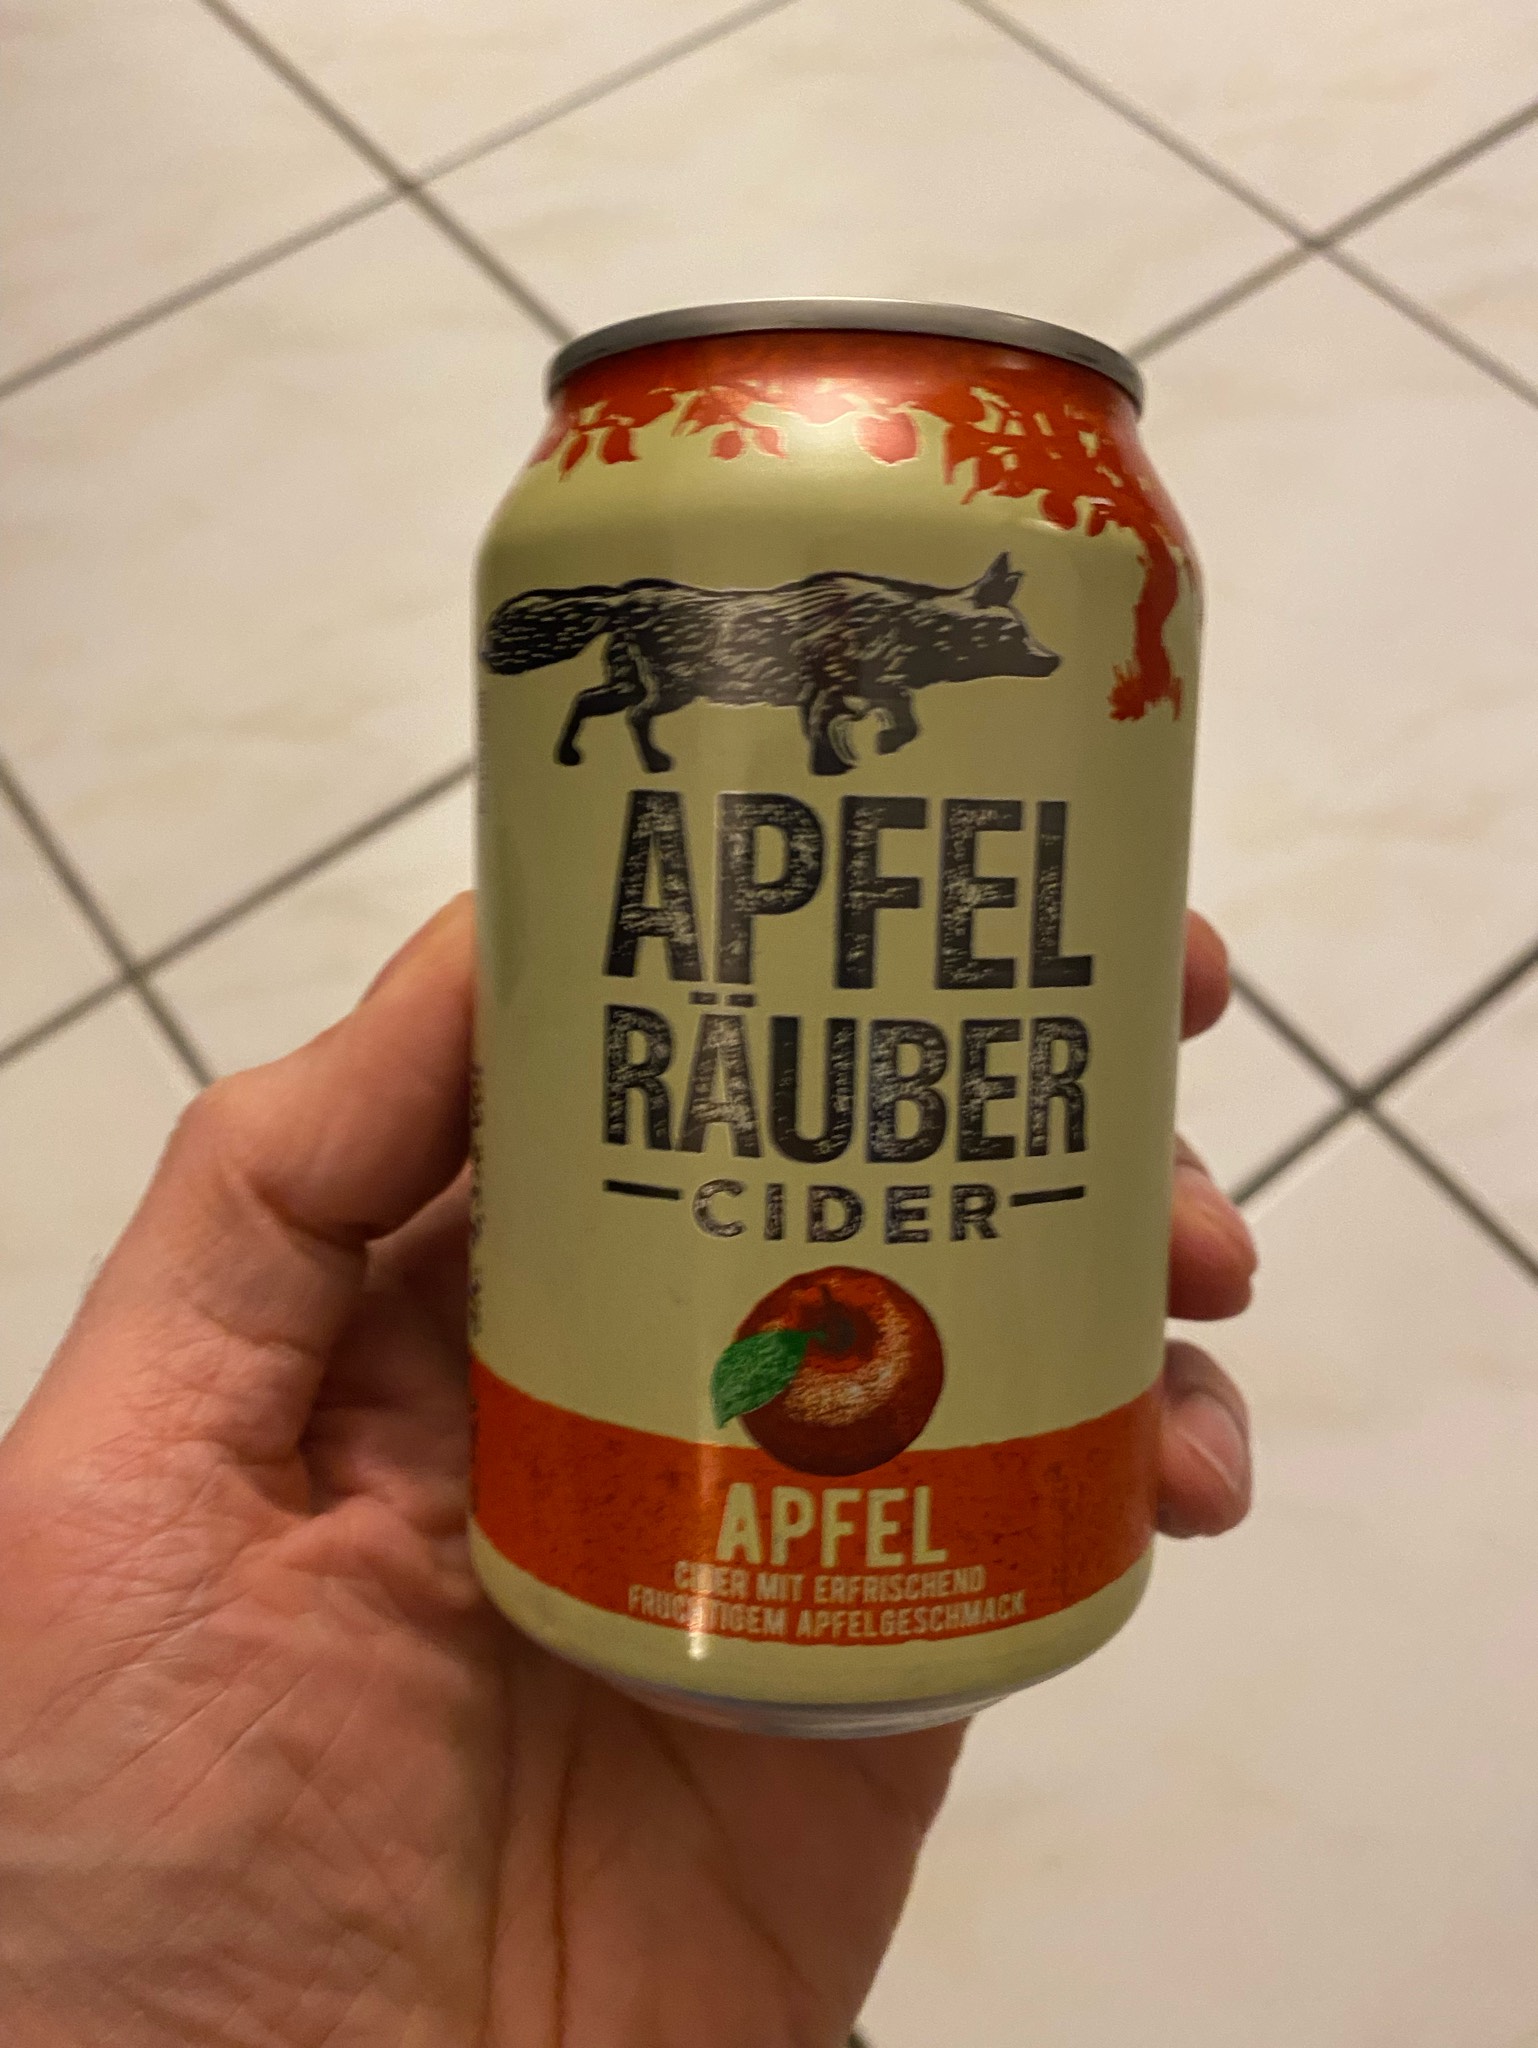 APFEL
RÄUBER
CIDER
APFEL
CIDER MIT ERFRISCHEND
FRUCHTIGEM APFELGESCHMACK